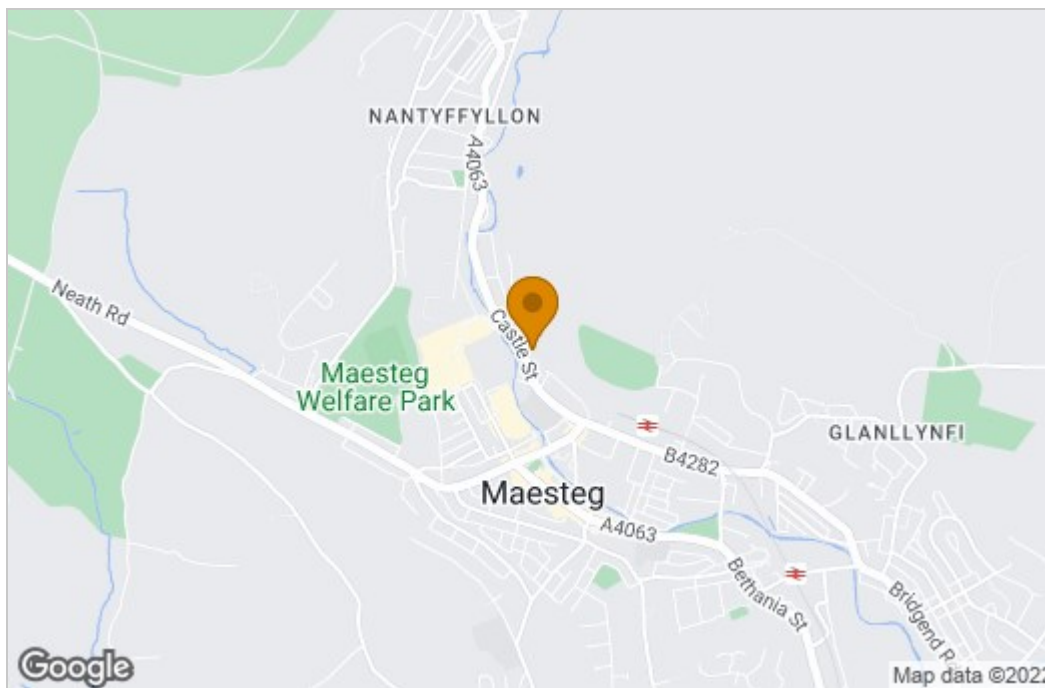 NANTYFFYLLON
A4063
Neath Rd
Castle St
Maesteg
Welfare Park
GLANLLYNFI
B4282
Maesteg
A4063
Bethania St
Bridgend R
Google
Map data ©2022